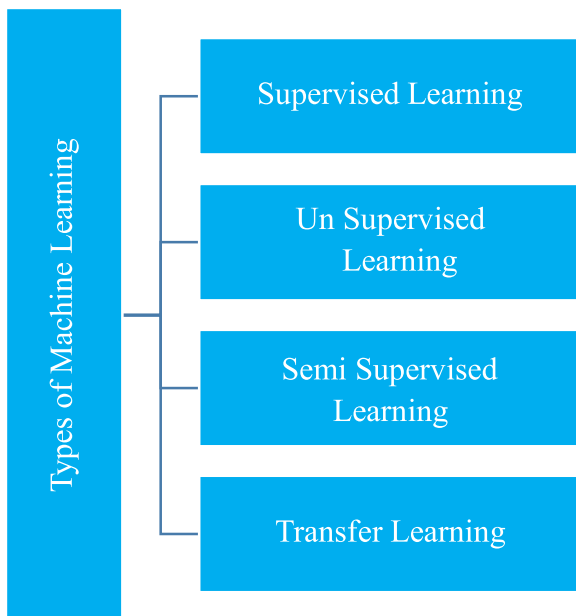 Types of Machine Learning
Supervised Learning
Un Supervised
Learning
Semi Supervised
Learning
Transfer Learning